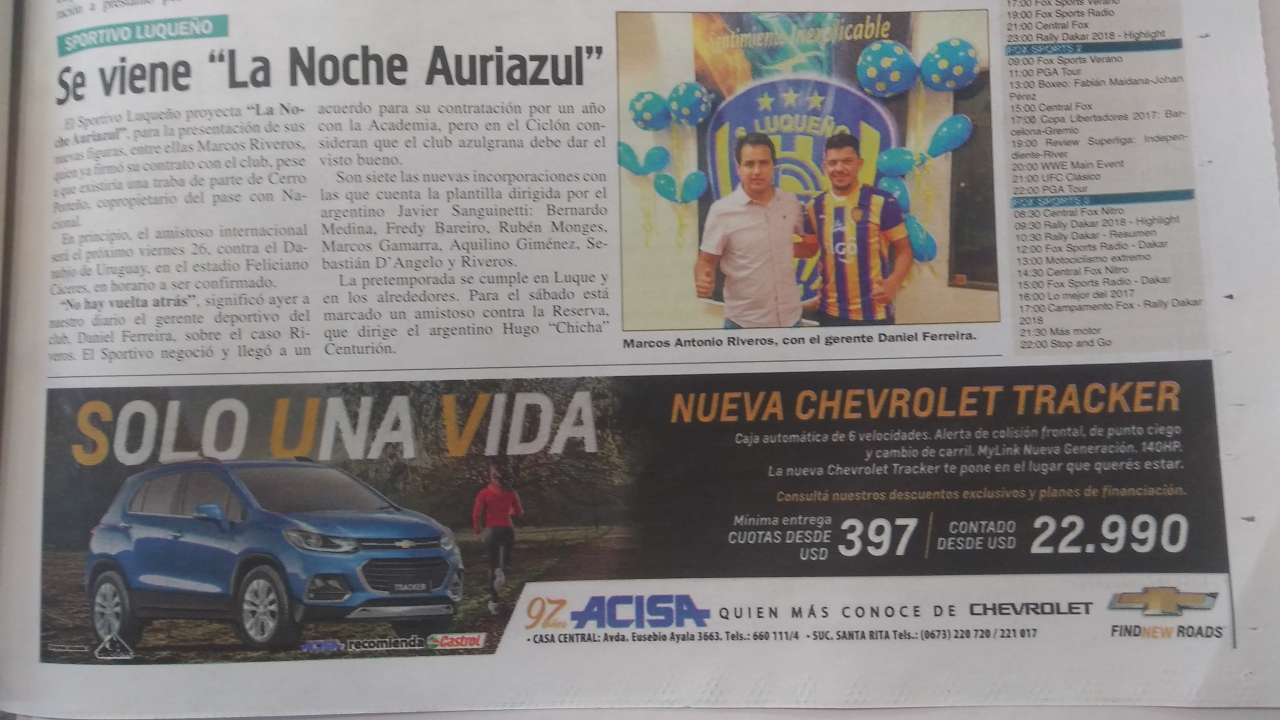 SPORTIVO LUQUEÑO
Se viene “La Noche Auriazul”
El Sportivo Luqueño proyecta “La No-
che Auriazul”, para la presentación de sus
nuevas figuras, entre ellas Marcos Riveros,
quien ya firmó su contrato con el club, pese
a que existiría una traba de parte de Cerro
Porteño, copropietario del pase con Na-
cional.
En principio, el amistoso internacional
será el próximo viernes 26, contra el Da-
nubio de Uruguay, en el estadio Feliciano
Cáceres, en horario a ser confirmado.
“No hay vuelta atrás”, significó ayer a
nuestro diario el gerente deportivo del
club, Daniel Ferreira, sobre el caso Ri-
veros. El Sportivo negoció y llegó a un
acuerdo para su contratación por un año
con la Academia, pero en el Ciclón con-
sideran que el club azulgrana debe dar el
visto bueno.
Son siete las nuevas incorporaciones con
las que cuenta la plantilla dirigida por el
argentino Javier Sanguinetti: Bernardo
Medina, Fredy Bareiro, Rubén Monges,
Marcos Gamarra, Aquilino Giménez, Se-
bastián D’Angelo y Riveros.
La pretemporada se cumple en Luque y
en los alrededores. Para el sábado está
marcado un amistoso contra la Reserva,
que dirige el argentino Hugo “Chicha”
Centurión.
Sentimiento Inexplicable
LUQUEÑO
TIGO
Marcos Antonio Riveros, con el gerente Daniel Ferreira.
17:00 Fox Sports Verano
19:00 Fox Sports Radio
21:00 Central Fox
23:00 Rally Dakar 2018 - Highlight
FOX SPORTS 2
09:00 Fox Sports Verano
11:00 PGA Tour
13:00 Boxeo: Fabián Maidana-Johan
Pérez
15:00 Central Fox
17:00 Copa Libertadores 2017: Bar-
celona-Gremio
19:00 Review Superliga: Indepen-
diente-River
20:00 WWE Main Event
21:00 UFC Clásico
22:00 PGA Tour
FOX SPORTS 3
08:30 Central Fox Nitro
09:30 Rally Dakar 2018 - Highlight
10:30 Rally Dakar - Resumen
12:00 Fox Sports Radio - Dakar
13:00 Motociclismo extremo
14:30 Central Fox Nitro
15:00 Fox Sports Radio - Dakar
16:00 Lo mejor del 2017
17:00 Campamento Fox - Rally Dakar
2018
21:30 Más motor
22:00 Stop and Go
SOLO UNA VIDA
TRACKER
NUEVA CHEVROLET TRACKER
Caja automática de 6 velocidades. Alerta de colisión frontal, de punto ciego
y cambio de carril. MyLink Nueva Generación. 140HP.
La nueva Chevrolet Tracker te pone en el lugar que querés estar.
Consultá nuestros descuentos exclusivos y planes de financiación.
Mínima entrega
CUOTAS DESDE
USD 397
CONTADO
DESDE USD 22.990
ACISA recomienda Castrol
97 ACISA QUIEN MÁS CONOCE DE CHEVROLET
• CASA CENTRAL: Avda. Eusebio Ayala 3663. Tels.: 660 111/4 • SUC. SANTA RITA Tels.: (0673) 220 720 / 221 017
FIND NEW ROADS